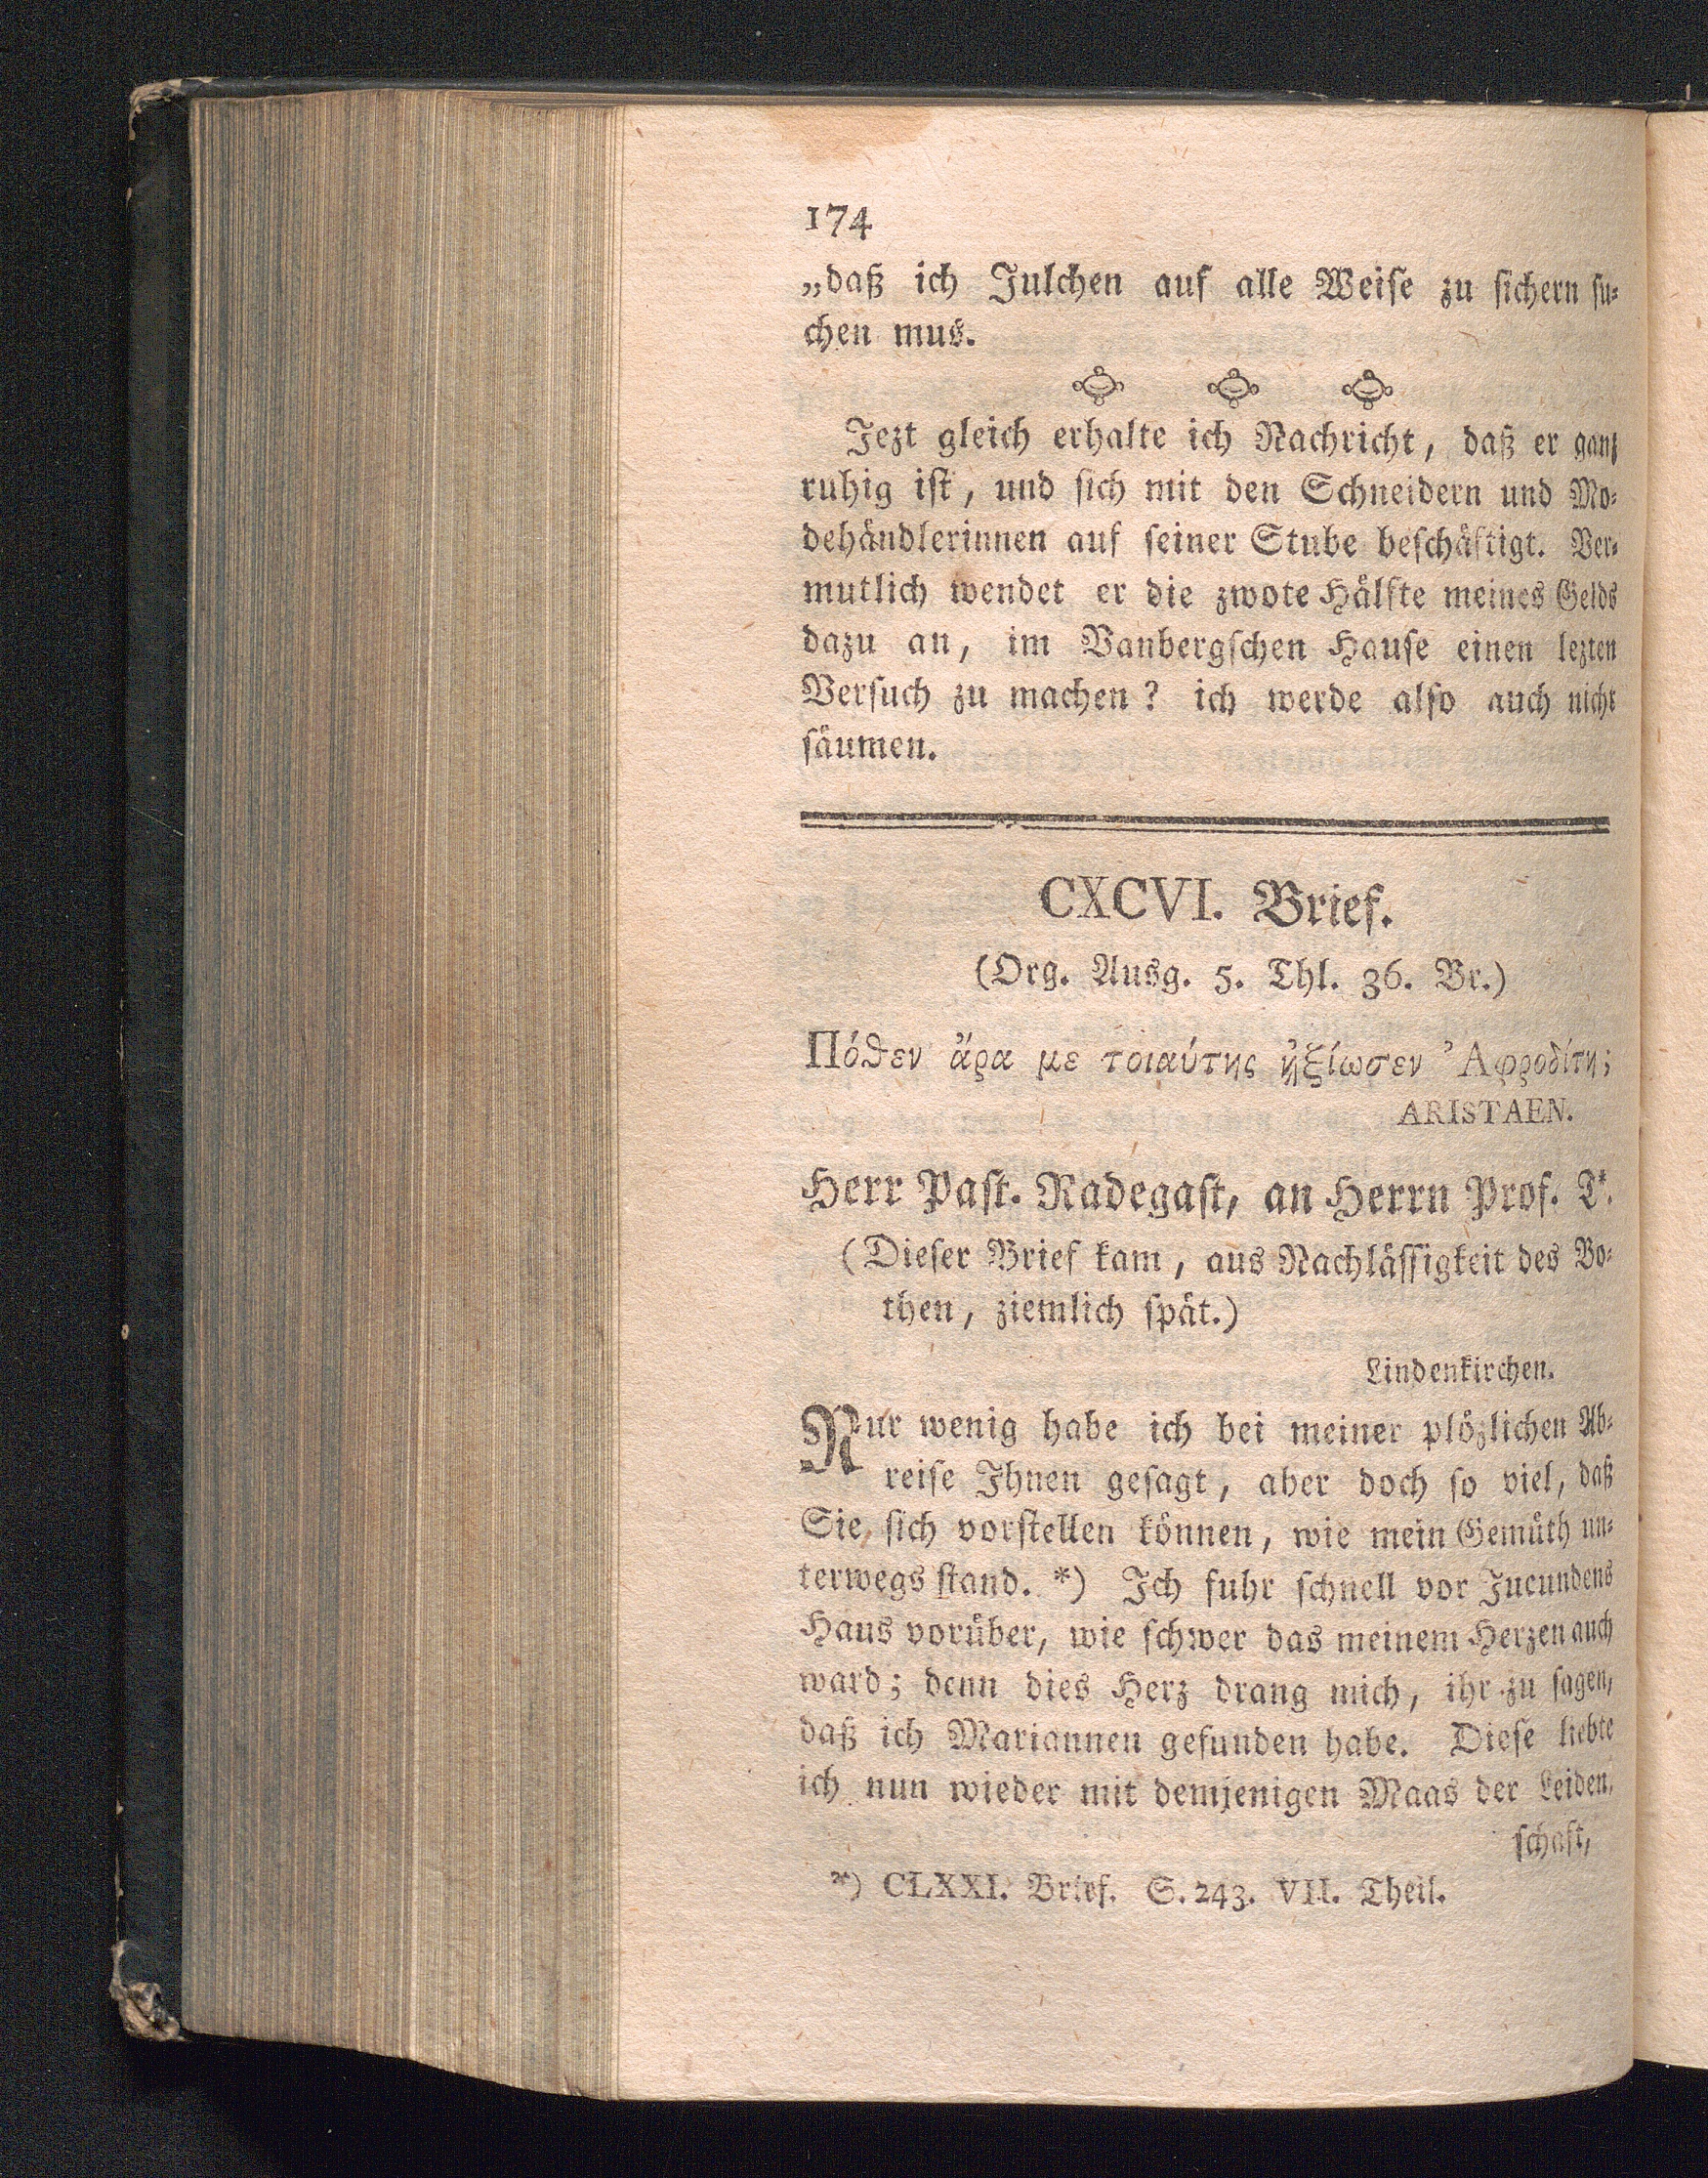 174
„daß ich Julchen auf alle Weiſe zu ſichern ſu⸗
chen mus.
Jezt gleich erhalte ich Nachricht, daß er ganz
ruhig iſt, und ſich mit den Schneidern und Mo⸗
dehändlerinnen auf ſeiner Stube beſchäftigt. Ver⸗
mutlich wendet er die zwote Hälfte meines Gelds
dazu an, im Vanbergſchen Hauſe einen lezten
Verſuch zu machen? ich werde alſo auch nicht
ſäumen.
CXCVI. Brief.
(Org. Ausg. 5. Thl. 36. Br.)
Πόθεν ἄρα με τοιαύτης ἠξίωσεν Ἀφροδίτη;
ARISTAEN.
Herr Paſt. Radegaſt, an Herrn Prof. T*.
(Dieſer Brief kam, aus Nachläſſigkeit des Bo⸗
then, ziemlich ſpät.)
Lindenkirchen.
Nur wenig habe ich bei meiner plözlichen Ab⸗
reiſe Ihnen geſagt, aber doch ſo viel, daß
Sie ſich vorſtellen können, wie mein Gemüth un⸗
terwegs ſtand. *) Ich fuhr ſchnell vor Jucundens
Haus vorüber, wie ſchwer das meinem Herzen auch
ward; denn dies Herz drang mich, ihr zu ſagen,
daß ich Mariannen gefunden habe. Dieſe liebte
ich nun wieder mit demjenigen Maas der Leiden⸗
ſchaft,
*) CLXXI. Brief. S. 243. VII. Theil.